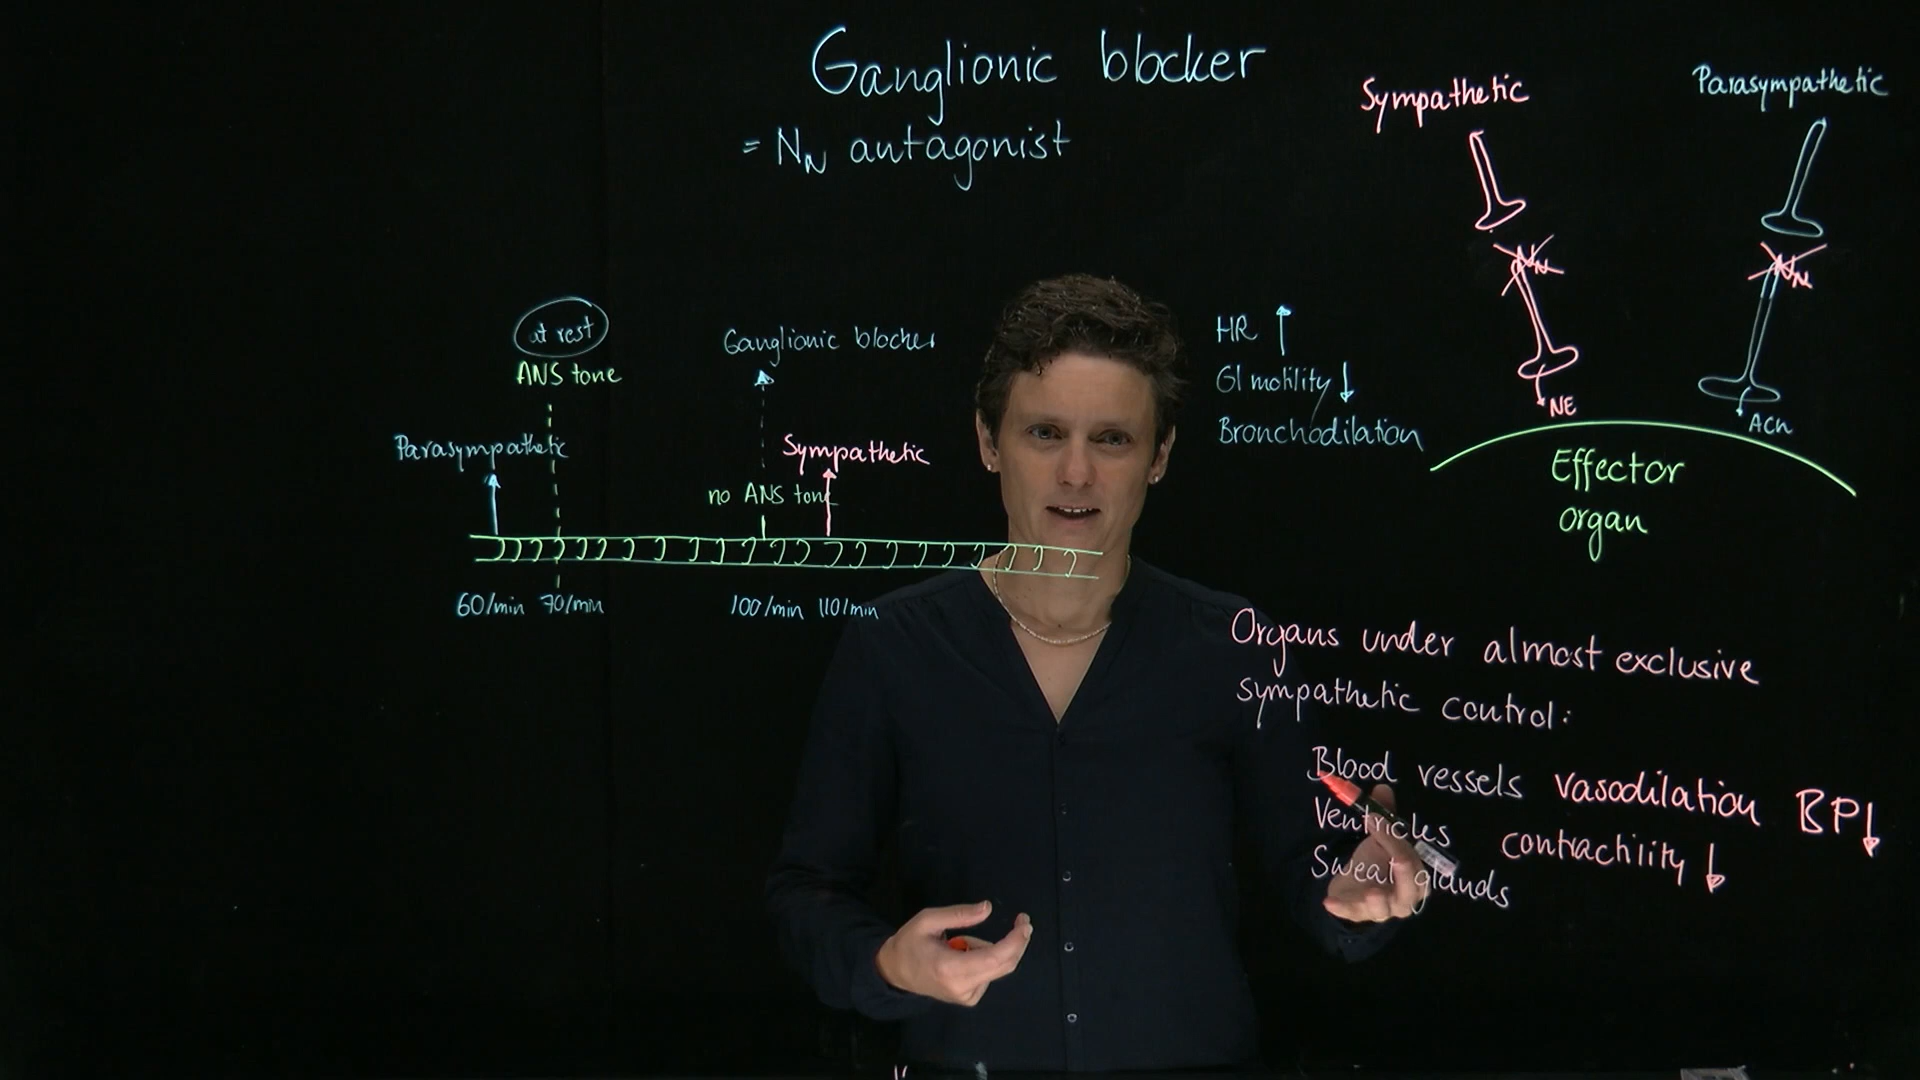 Ganglionic blocker
= NN antagonist
Sympathetic
Parasympathetic
NN
NN
NE
ACh
Effector
organ
at rest
ANS tone
Ganglionic blocker
Parasympathetic
Sympathetic
no ANS tone
60/min 70/min
100/min 110/min
HR ↑
GI motility ↓
Bronchodilation
Organs under almost exclusive
sympathetic control:
Blood vessels vasodilation BP↓
Ventricles contractility ↓
Sweat glands